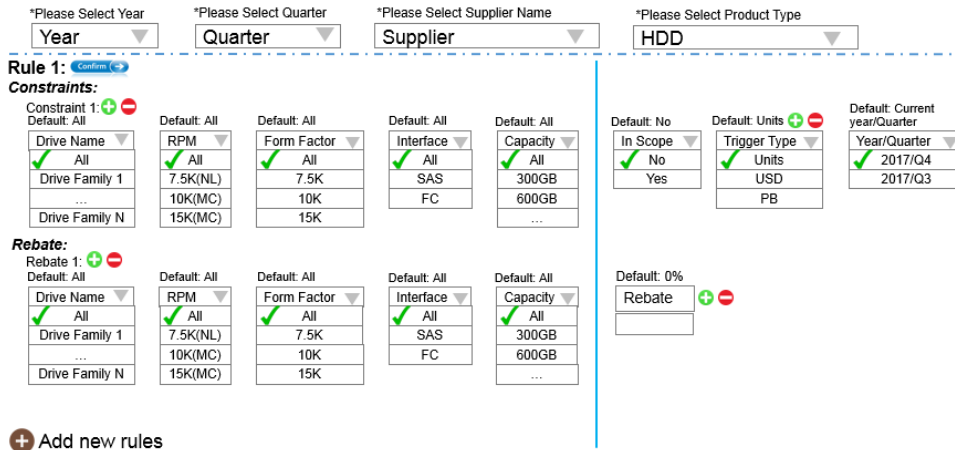 *Please Select Year *Please Select Quarter *Please Select Supplier Name *Please Select Product Type
Year Quarter Supplier HDD
Rule 1: Confirm
Constraints:
Constraint 1:
Default: All Default: All Default: All Default: All Default: All Default: No Default: Units Default: Current year/Quarter
Drive Name RPM Form Factor Interface Capacity In Scope Trigger Type Year/Quarter
All All All All All No Units 2017/Q4
Drive Family 1 7.5K(NL) 7.5K SAS 300GB Yes USD 2017/Q3
... 10K(MC) 10K FC 600GB PB
Drive Family N 15K(MC) 15K ...
Rebate:
Rebate 1:
Default: All Default: All Default: All Default: All Default: All Default: 0%
Drive Name RPM Form Factor Interface Capacity Rebate
All All All All All
Drive Family 1 7.5K(NL) 7.5K SAS 300GB
... 10K(MC) 10K FC 600GB
Drive Family N 15K(MC) 15K ...
Add new rules